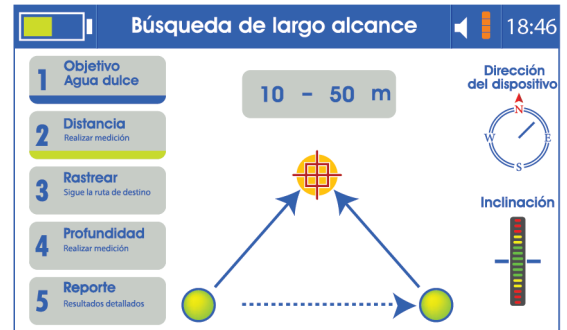 Búsqueda de largo alcance
18:46
1
Objetivo
Agua dulce
2
Distancia
Realizar medición
3
Rastrear
Sigue la ruta de destino
4
Profundidad
Realizar medición
5
Reporte
Resultados detallados
10 - 50 m
Dirección
del dispositivo
N
W
E
S
Inclinación